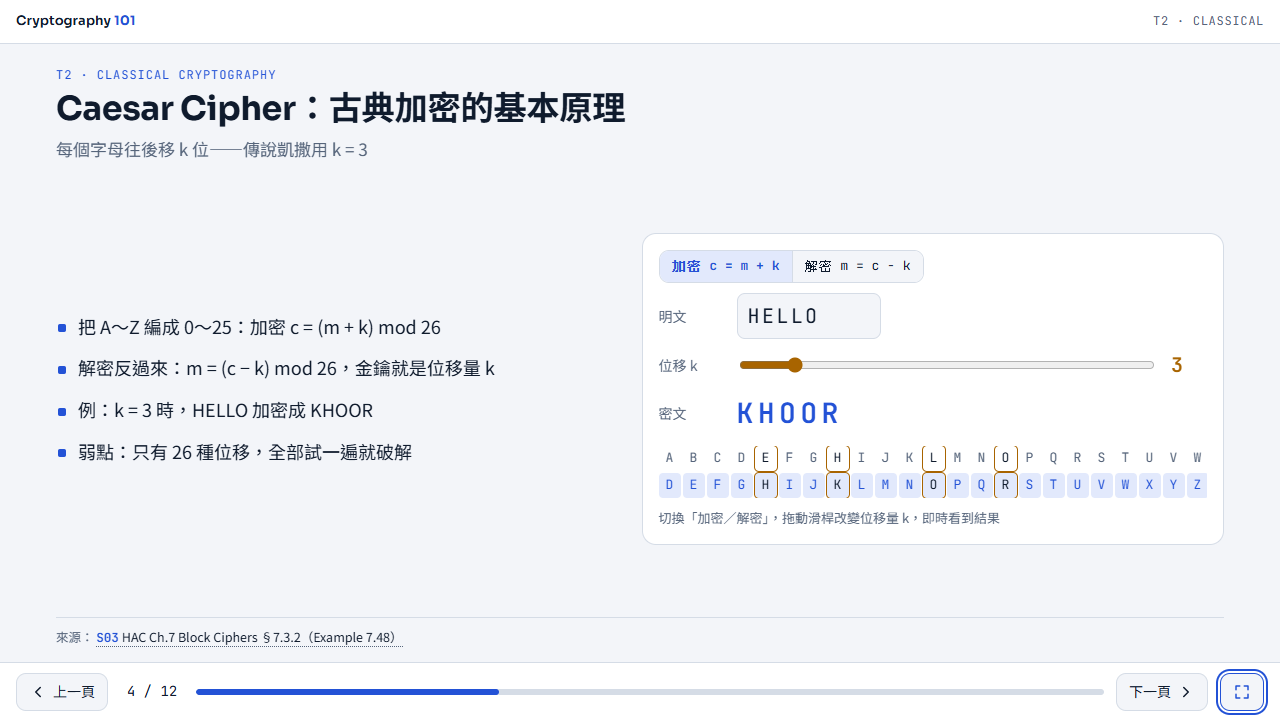 Cryptography 101
T2 · CLASSICAL
T2 · CLASSICAL CRYPTOGRAPHY
Caesar Cipher：古典加密的基本原理
每個字母往後移 k 位——傳說凱撒用 k = 3
把 A～Z 編成 0～25：加密 c = (m + k) mod 26
解密反過來：m = (c − k) mod 26，金鑰就是位移量 k
例：k = 3 時，HELLO 加密成 KHOOR
弱點：只有 26 種位移，全部試一遍就破解
加密 c = m + k 解密 m = c - k
明文 HELLO
位移 k 3
密文 KHOOR
A B C D E F G H I J K L M N O P Q R S T U V W
D E F G H I J K L M N O P Q R S T U V W X Y Z
切換「加密／解密」，拖動滑桿改變位移量 k，即時看到結果
來源： S03 HAC Ch.7 Block Ciphers § 7.3.2（Example 7.48）
上一頁 4 / 12 下一頁